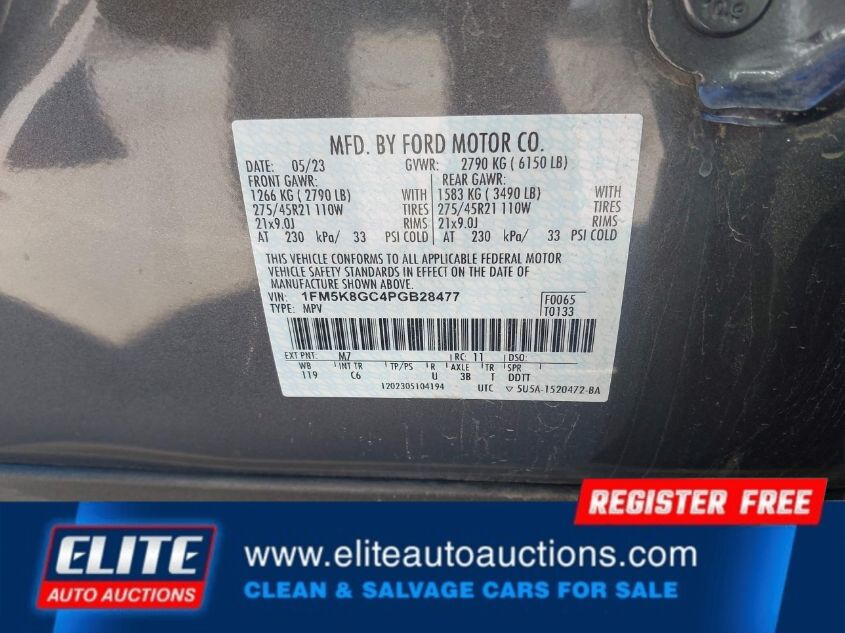 MFD. BY FORD MOTOR CO.
DATE: 05/23 GVWR: 2790 KG ( 6150 LB)
FRONT GAWR: REAR GAWR:
1266 KG ( 2790 LB) WITH 1583 KG ( 3490 LB) WITH
275/45R21 110W TIRES 275/45R21 110W TIRES
21x9.0J RIMS 21x9.0J RIMS
AT 230 kPa/ 33 PSI COLD AT 230 kPa/ 33 PSI COLD
THIS VEHICLE CONFORMS TO ALL APPLICABLE FEDERAL MOTOR
VEHICLE SAFETY STANDARDS IN EFFECT ON THE DATE OF
MANUFACTURE SHOWN ABOVE.
VIN: 1FM5K8GC4PGB28477 F0065
TYPE: MPV T0133
EXT PNT: M7 RC: 11 DSO:
WB INT TR TP/PS R AXLE TR SPR
119 C6 U 3B T DDTT
1202305104194 UTC ▽ 5U5A-1520472-BA
REGISTER FREE
ELITE
AUTO AUCTIONS
www.eliteautoauctions.com
CLEAN & SALVAGE CARS FOR SALE